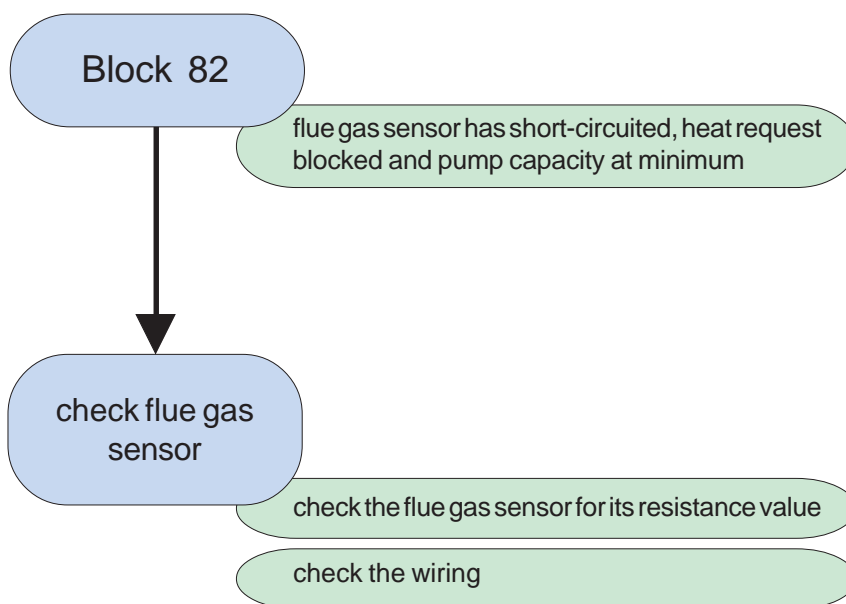 Block 82
flue gas sensor has short-circuited, heat request
blocked and pump capacity at minimum
check flue gas
sensor
check the flue gas sensor for its resistance value
check the wiring